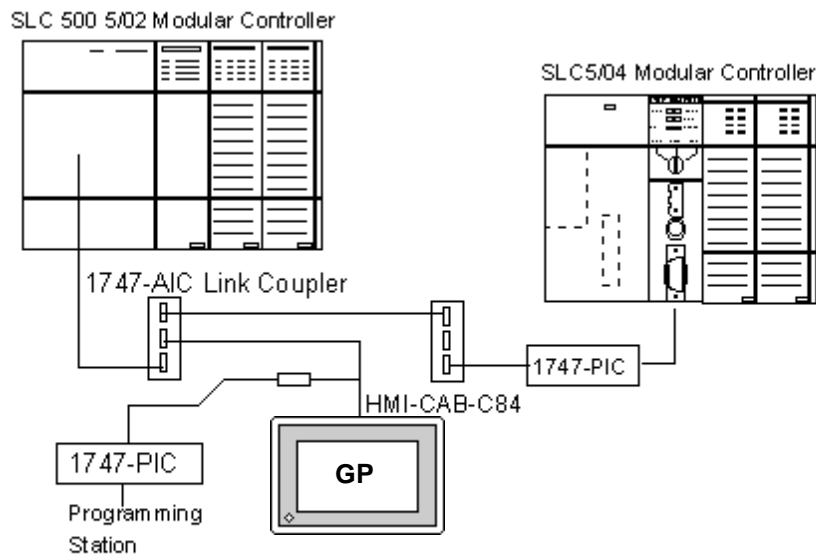 SLC 500 5/02 Modular Controller
SLC5/04 Modular Controller
1747-AIC Link Coupler
1747-PIC
HMI-CAB-C84
1747-PIC
GP
Programming
Station